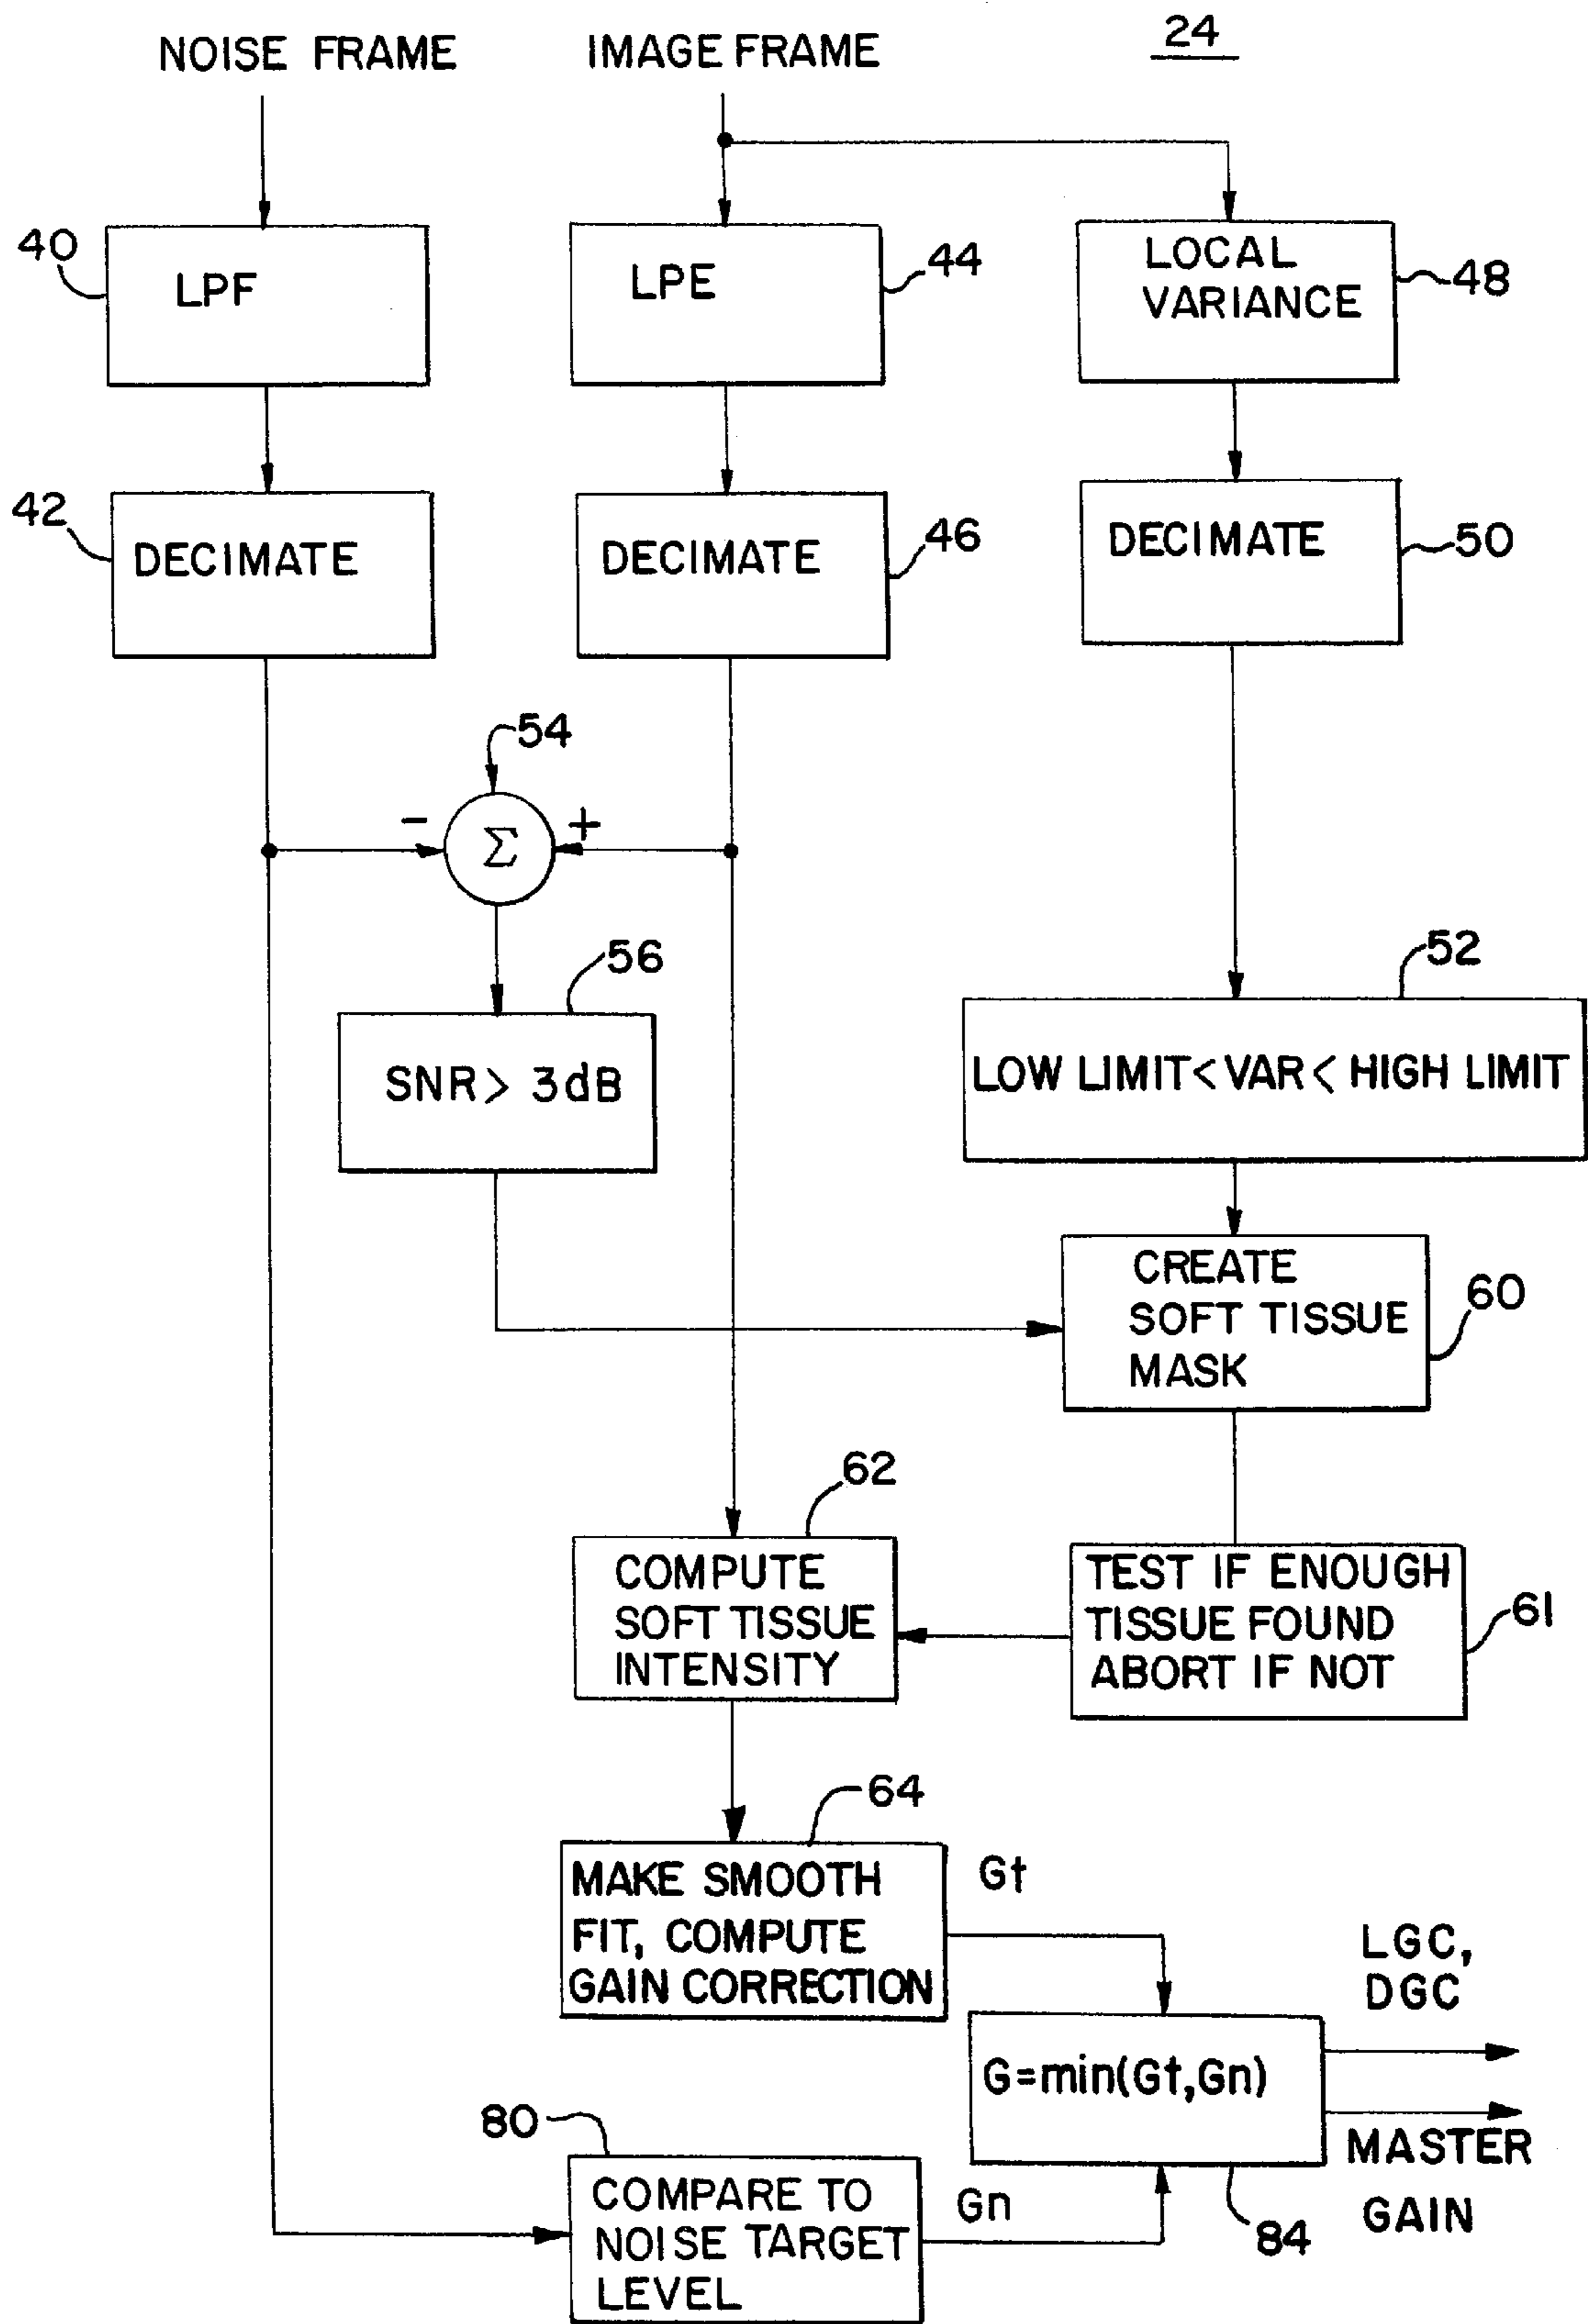 24
NOISE FRAME
IMAGE FRAME
40
LPF
LPE
44
LOCAL
VARIANCE
48
42
DECIMATE
DECIMATE
46
DECIMATE
50
54
-
Σ
+
56
SNR > 3dB
52
LOW LIMIT < VAR < HIGH LIMIT
CREATE
SOFT TISSUE
MASK
60
62
COMPUTE
SOFT TISSUE
INTENSITY
TEST IF ENOUGH
TISSUE FOUND
ABORT IF NOT
61
64
MAKE SMOOTH
FIT, COMPUTE
GAIN CORRECTION
Gt
LGC,
DGC
G=min(Gt,Gn)
MASTER
GAIN
84
80
COMPARE TO
NOISE TARGET
LEVEL
Gn